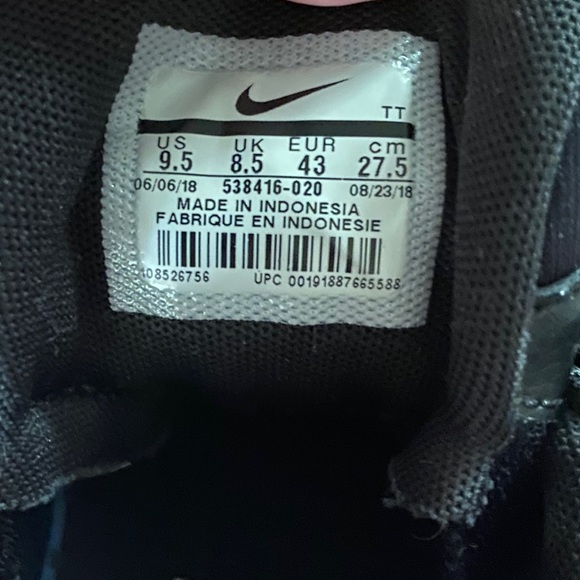 TT
US UK EUR cm
9.5 8.5 43 27.5
06/06/18 538416-020 08/23/18
MADE IN INDONESIA
FABRIQUE EN INDONESIE
08526756 UPC 00191887665588